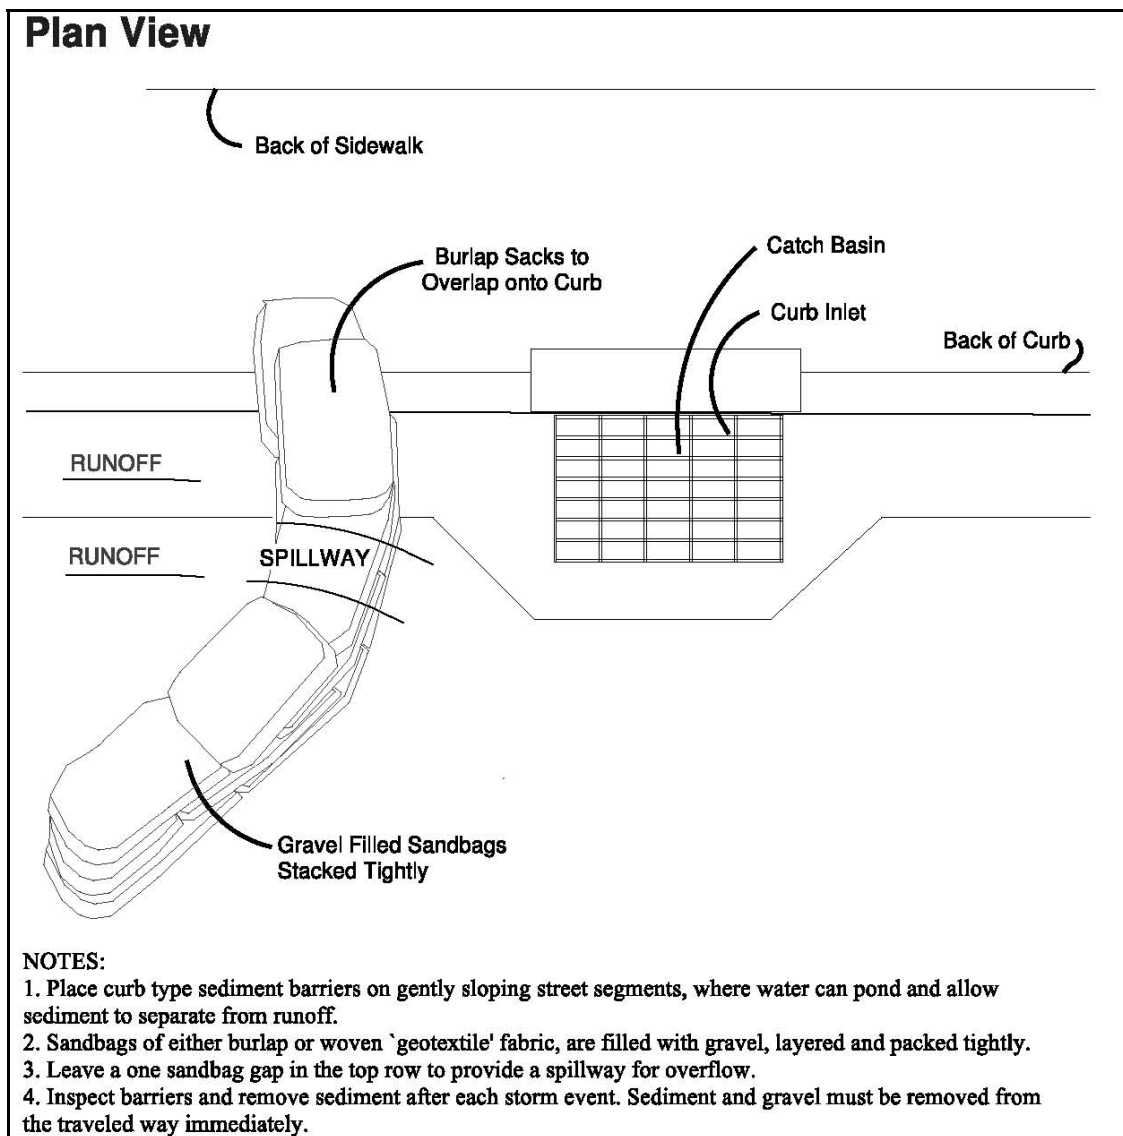 Plan View
Back of Sidewalk
Burlap Sacks to
Overlap onto Curb
Catch Basin
Curb Inlet
Back of Curb
RUNOFF
RUNOFF
SPILLWAY
Gravel Filled Sandbags
Stacked Tightly
NOTES:
1. Place curb type sediment barriers on gently sloping street segments, where water can pond and allow
sediment to separate from runoff.
2. Sandbags of either burlap or woven `geotextile' fabric, are filled with gravel, layered and packed tightly.
3. Leave a one sandbag gap in the top row to provide a spillway for overflow.
4. Inspect barriers and remove sediment after each storm event. Sediment and gravel must be removed from
the traveled way immediately.